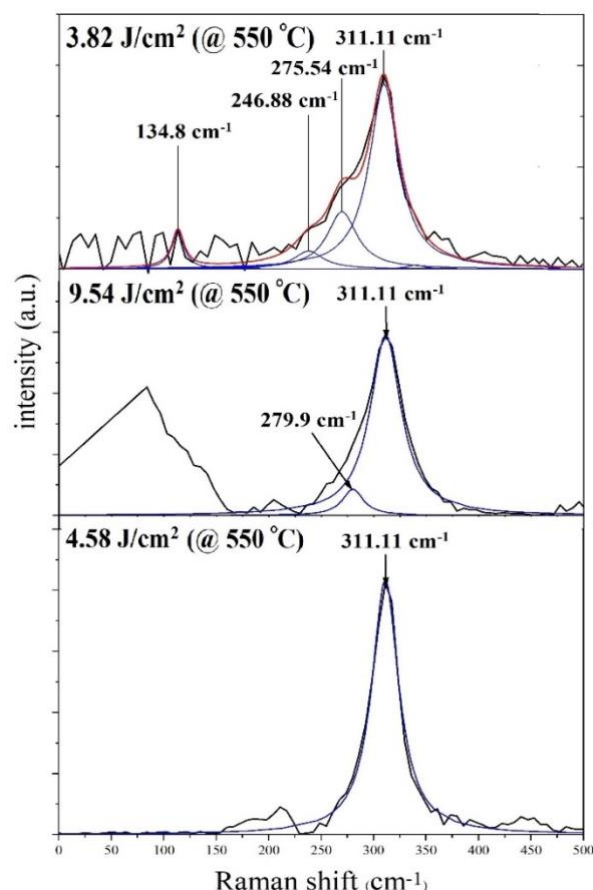 3.82 J/cm² (@ 550 °C)
311.11 cm⁻¹
275.54 cm⁻¹
246.88 cm⁻¹
134.8 cm⁻¹
9.54 J/cm² (@ 550 °C)
311.11 cm⁻¹
279.9 cm⁻¹
4.58 J/cm² (@ 550 °C)
311.11 cm⁻¹
intensity (a.u.)
0 50 100 150 200 250 300 350 400 450 500
Raman shift (cm⁻¹)